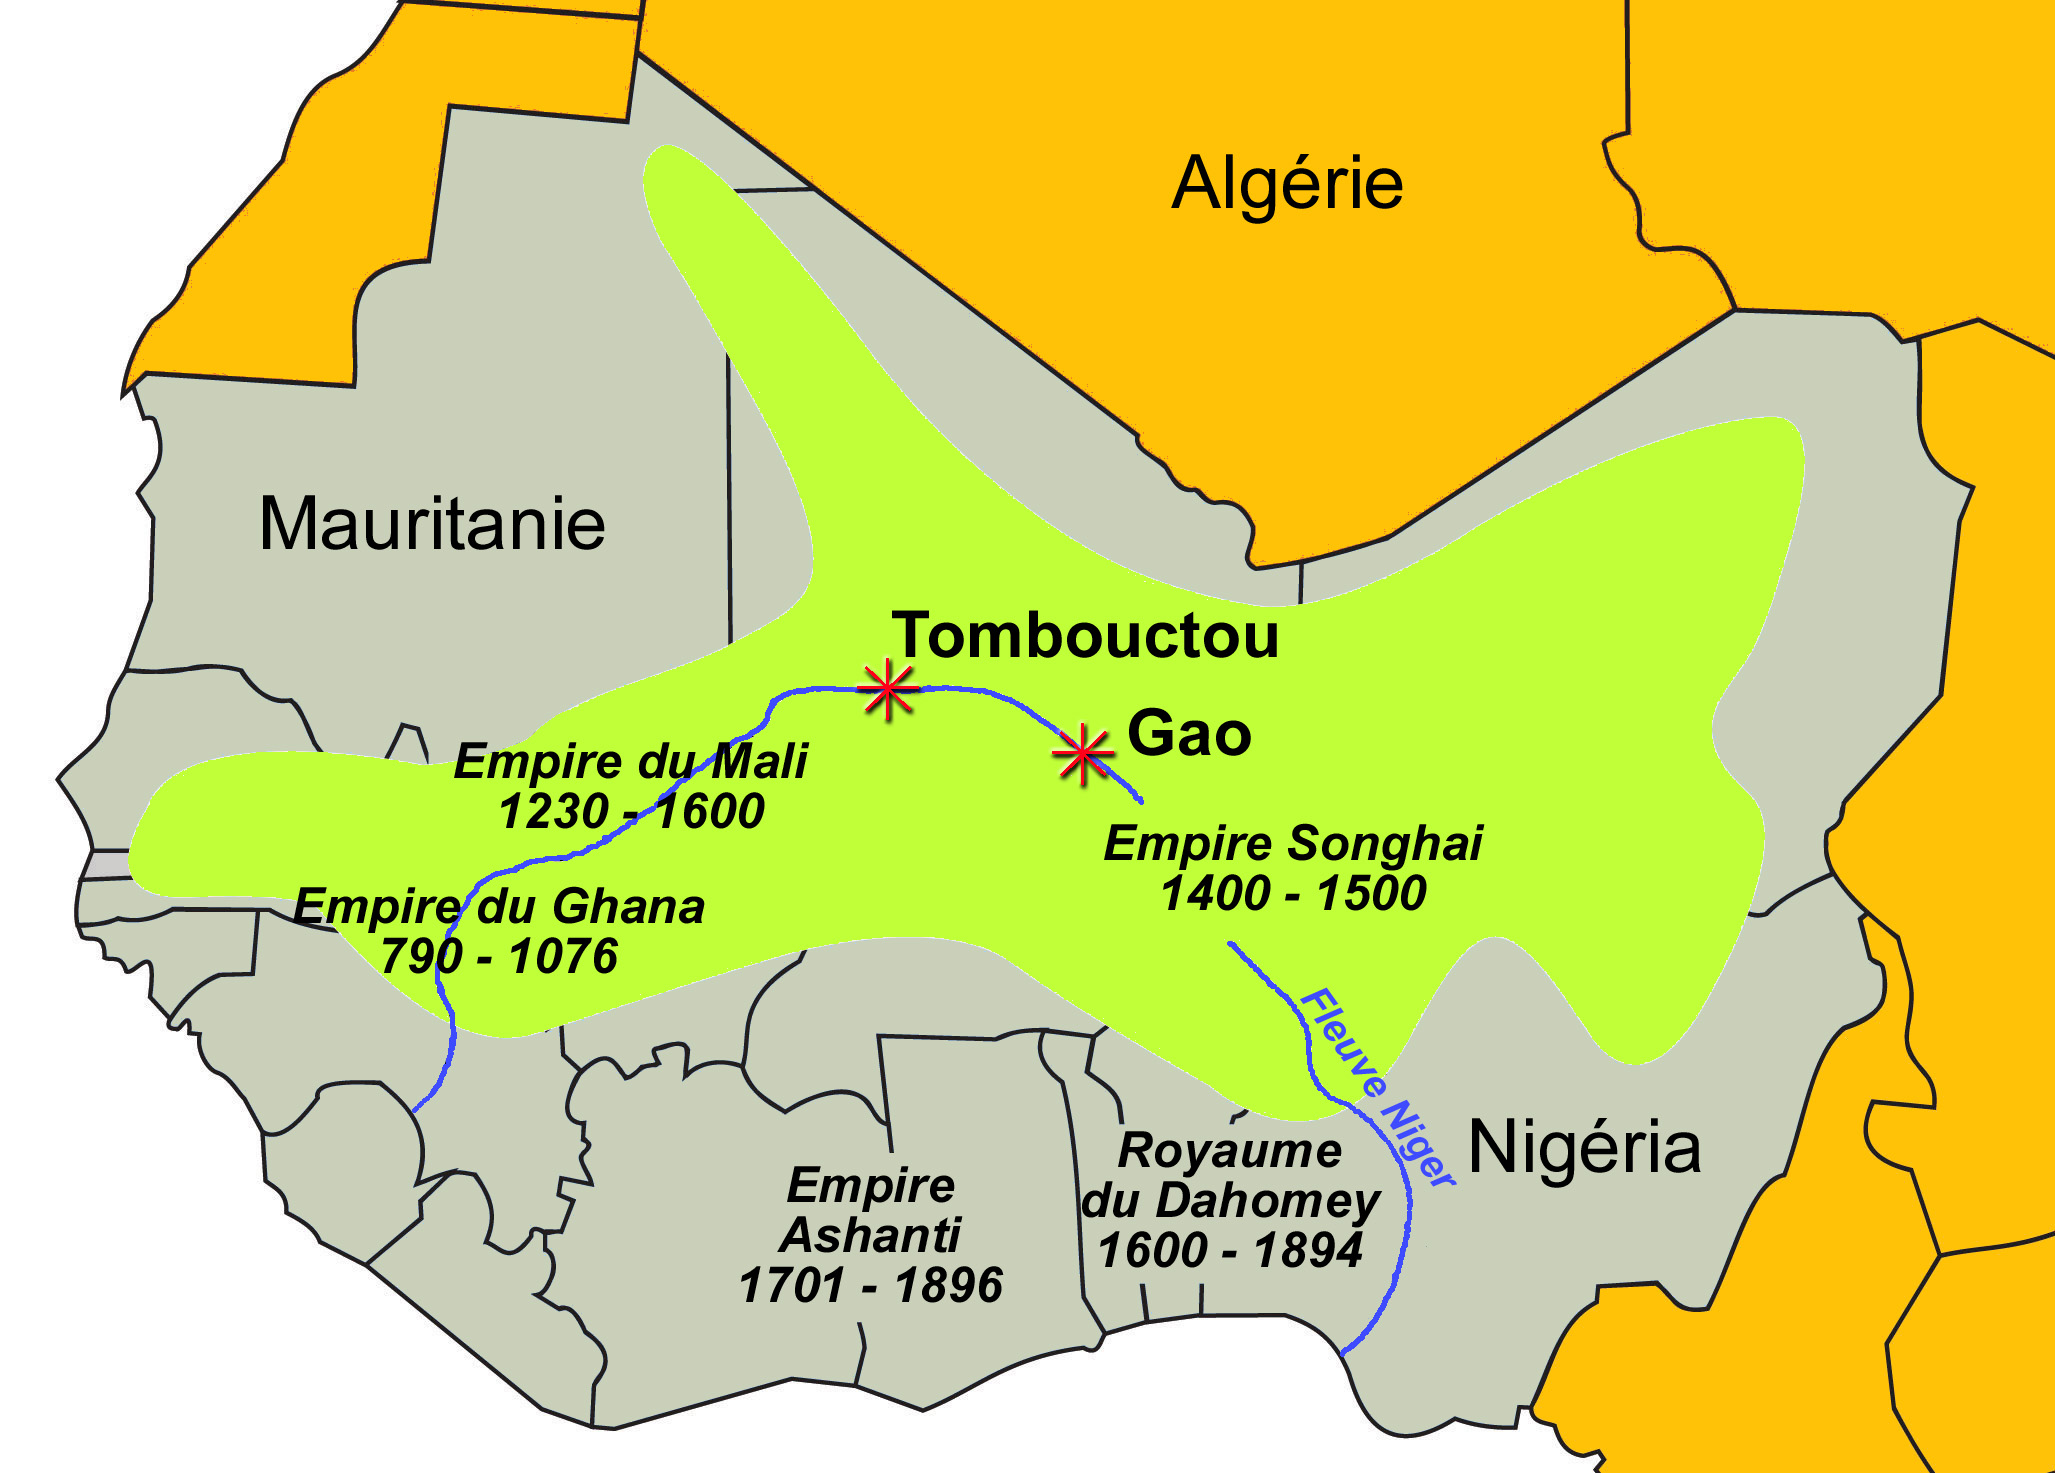 Algérie
Mauritanie
Tombouctou
Gao
Empire du Mali
1230 - 1600
Empire Songhai
1400 - 1500
Empire du Ghana
790 - 1076
Fleuve Niger
Nigéria
Royaume
du Dahomey
1600 - 1894
Empire
Ashanti
1701 - 1896